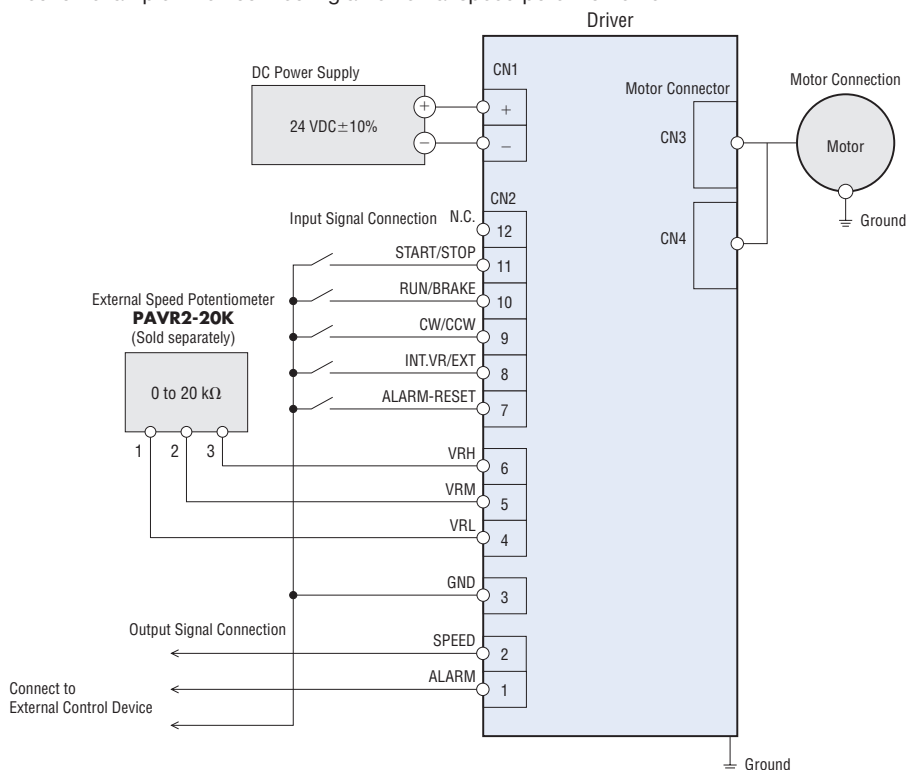 Driver
DC Power Supply
24 VDC±10%
+
−
CN1
+
−
Motor Connector
CN3
CN4
Motor Connection
Motor
Ground
CN2
Input Signal Connection
N.C.
12
START/STOP
11
RUN/BRAKE
10
CW/CCW
9
INT.VR/EXT
8
ALARM-RESET
7
External Speed Potentiometer
PAVR2-20K
(Sold separately)
0 to 20 kΩ
1 2 3
VRH
6
VRM
5
VRL
4
GND
3
Output Signal Connection
SPEED
2
ALARM
1
Connect to
External Control Device
Ground